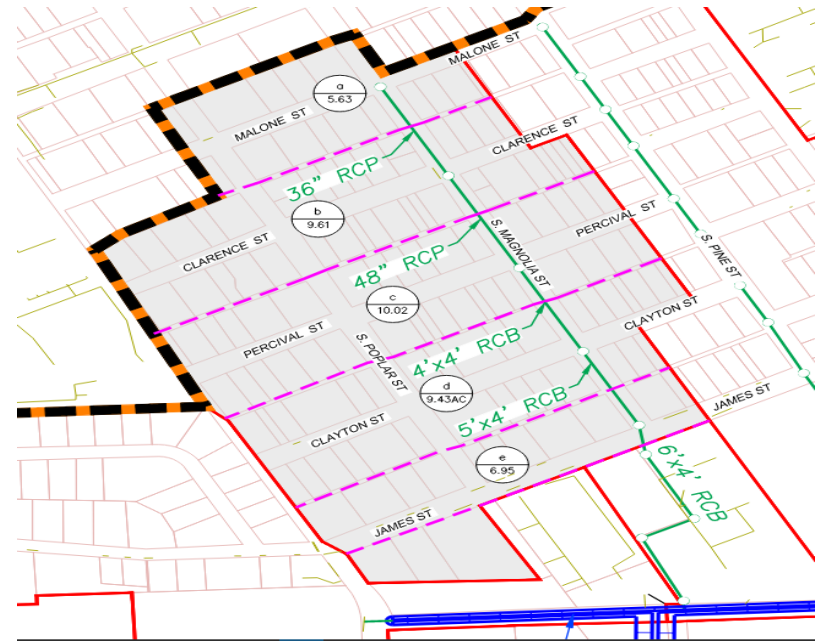 MALONE ST
a
5.63
MALONE ST
CLARENCE ST
36" RCP
b
9.61
PERCIVAL ST
S. MAGNOLIA ST
S. PINE ST
CLARENCE ST
48" RCP
c
10.02
CLAYTON ST
PERCIVAL ST
S. POPLAR ST
4'x4' RCB
d
9.43AC
JAMES ST
5'x4' RCB
CLAYTON ST
e
6.95
6'x4' RCB
JAMES ST